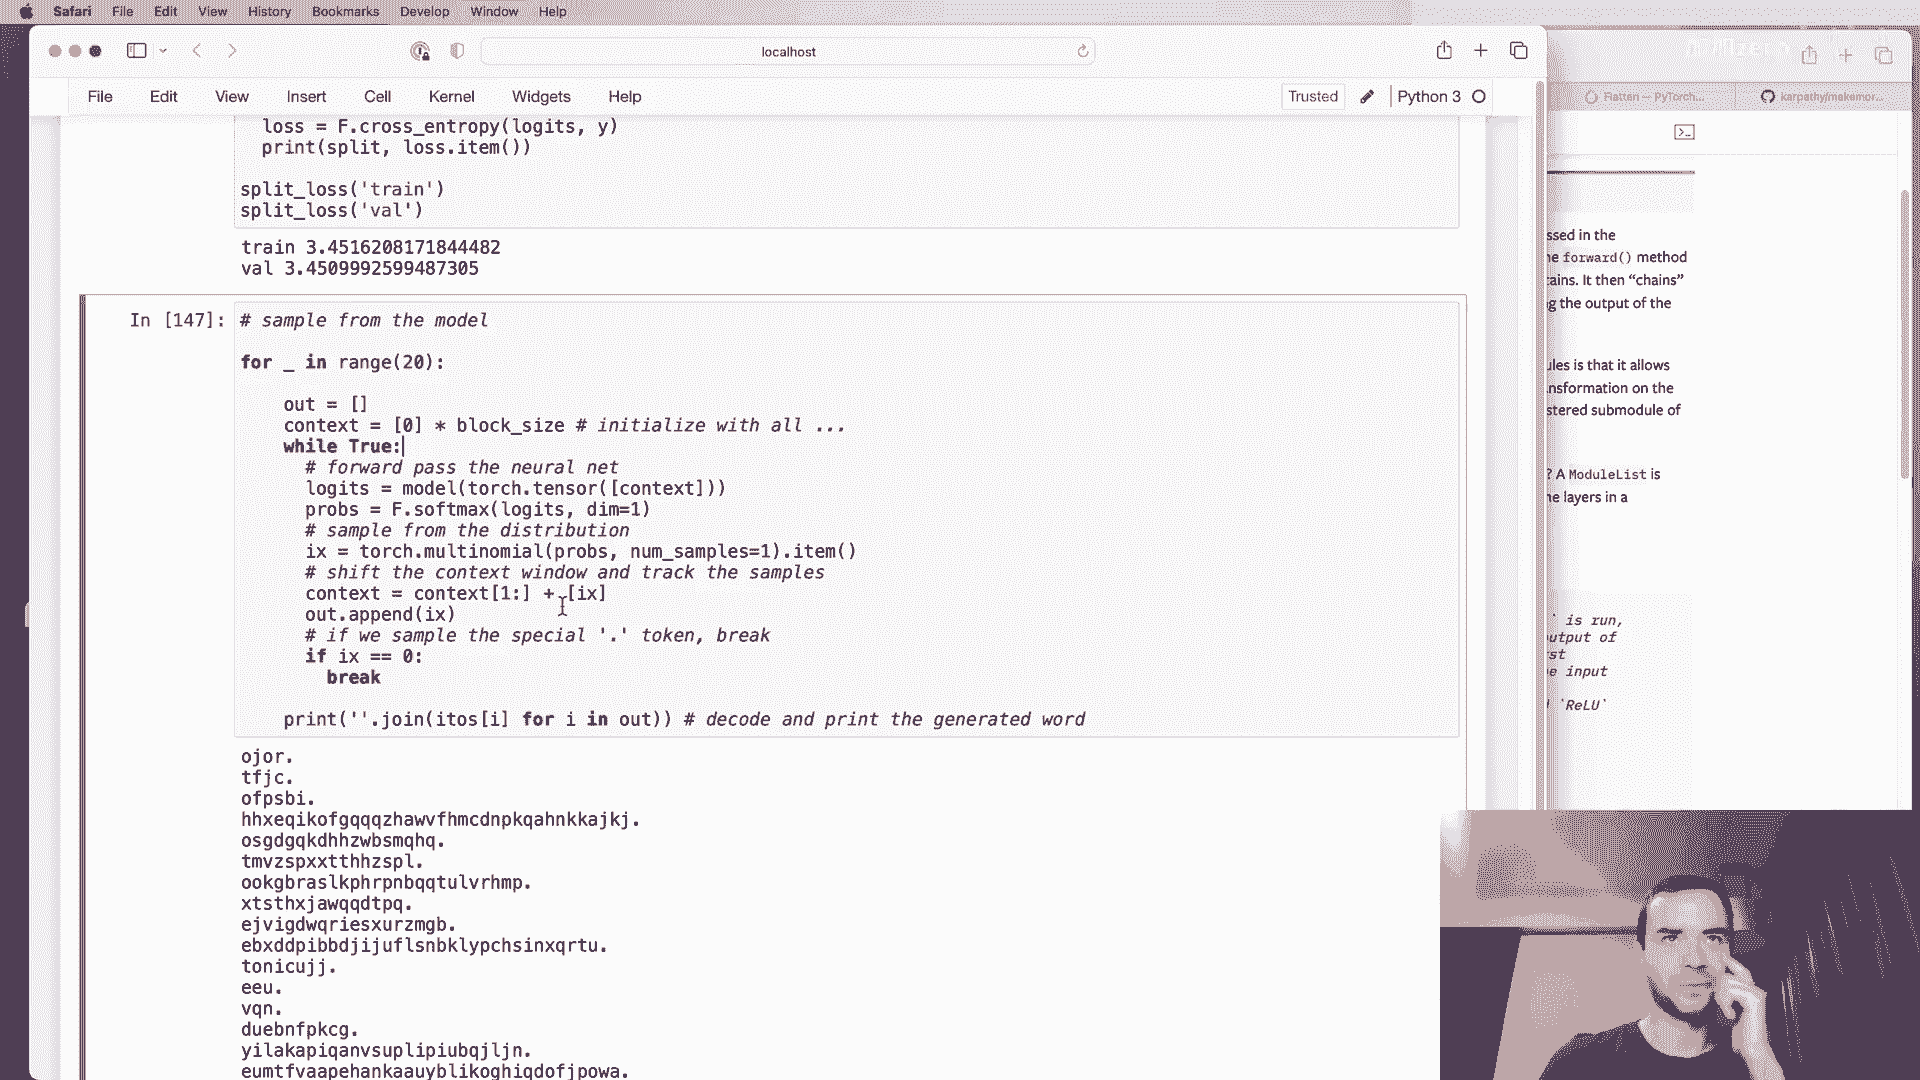 Safari File Edit View History Bookmarks Develop Window Help
localhost
File Edit View Insert Cell Kernel Widgets Help
Trusted Python 3
Flatten — PyTorch...
karpathy/makemor...
loss = F.cross_entropy(logits, y)
print(split, loss.item())
split_loss('train')
split_loss('val')
train 3.4516208171844482
val 3.4509992599487305
In [147]: # sample from the model
for _ in range(20):
out = []
context = [0] * block_size # initialize with all ...
while True:
# forward pass the neural net
logits = model(torch.tensor([context]))
probs = F.softmax(logits, dim=1)
# sample from the distribution
ix = torch.multinomial(probs, num_samples=1).item()
# shift the context window and track the samples
context = context[1:] + [ix]
out.append(ix)
# if we sample the special '.' token, break
if ix == 0:
break
print(''.join(itos[i] for i in out)) # decode and print the generated word
ojor.
tfjc.
ofpsbi.
hhxeqikofgqqqzhawvfhmcdnpkqahnkkajkj.
osgdgqkdhhzwbsmqhq.
tmvzspxxtthhzspl.
ookgbraslkphrpnbqqtulvrhmp.
xtsthxjawqqdtpq.
ejvigdwqriesxurzmgb.
ebxddpibbdjijuflsnbklypchsinxqrtu.
tonicujj.
eeu.
vqn.
duebnfpkcg.
yilakapiqanvsuplipiubqjljn.
eumtfvaapehankaauyblikoghiqdofjpowa.
ssed in the
forward() method
tains. It then “chains”
g the output of the
ules is that it allows
nsformation on the
stered submodule of
? A ModuleList is
he layers in a
` is run,
utput of
st
e input
`ReLU`